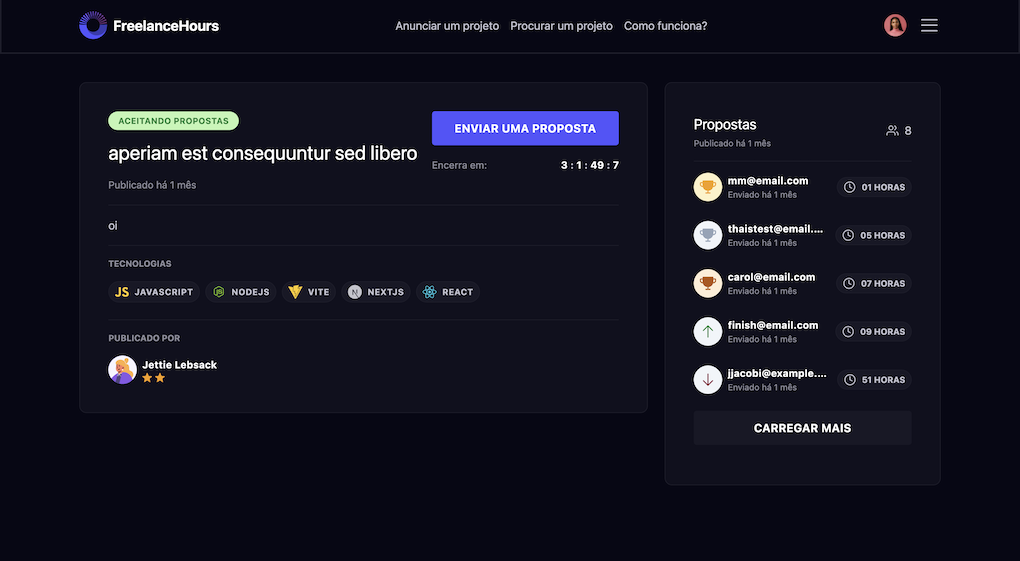 FreelanceHours
Anunciar um projeto Procurar um projeto Como funciona?
ACEITANDO PROPOSTAS
aperiam est consequuntur sed libero
Publicado há 1 mês
ENVIAR UMA PROPOSTA
Encerra em: 3 : 1 : 49 : 7
oi
TECNOLOGIAS
JS JAVASCRIPT NODEJS VITE N NEXTJS REACT
PUBLICADO POR
Jettie Lebsack
Propostas 8
Publicado há 1 mês
mm@email.com 01 HORAS
Enviado há 1 mês
thaistest@email.... 05 HORAS
Enviado há 1 mês
carol@email.com 07 HORAS
Enviado há 1 mês
finish@email.com 09 HORAS
Enviado há 1 mês
jjacobi@example.... 51 HORAS
Enviado há 1 mês
CARREGAR MAIS